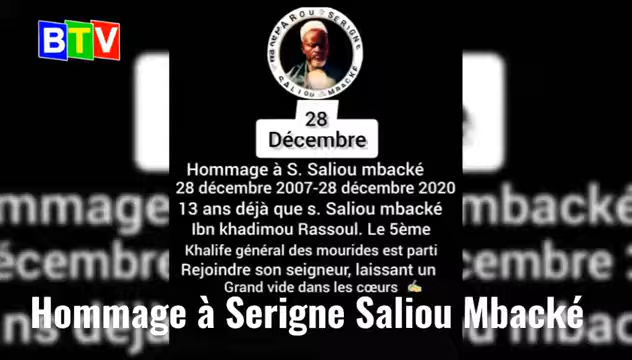 BTV
PAROU SERIGNE
SALIOU MBACKÉ
28
Décembre
Hommage à S. Saliou mbacké
28 décembre 2007-28 décembre 2020
13 ans déjà que s. Saliou mbacké
Ibn khadimou Rassoul. Le 5ème
Khalife général des mourides est parti
Rejoindre son seigneur, laissant un
Grand vide dans les cœurs ✍
Hommage à Serigne Saliou Mbacké